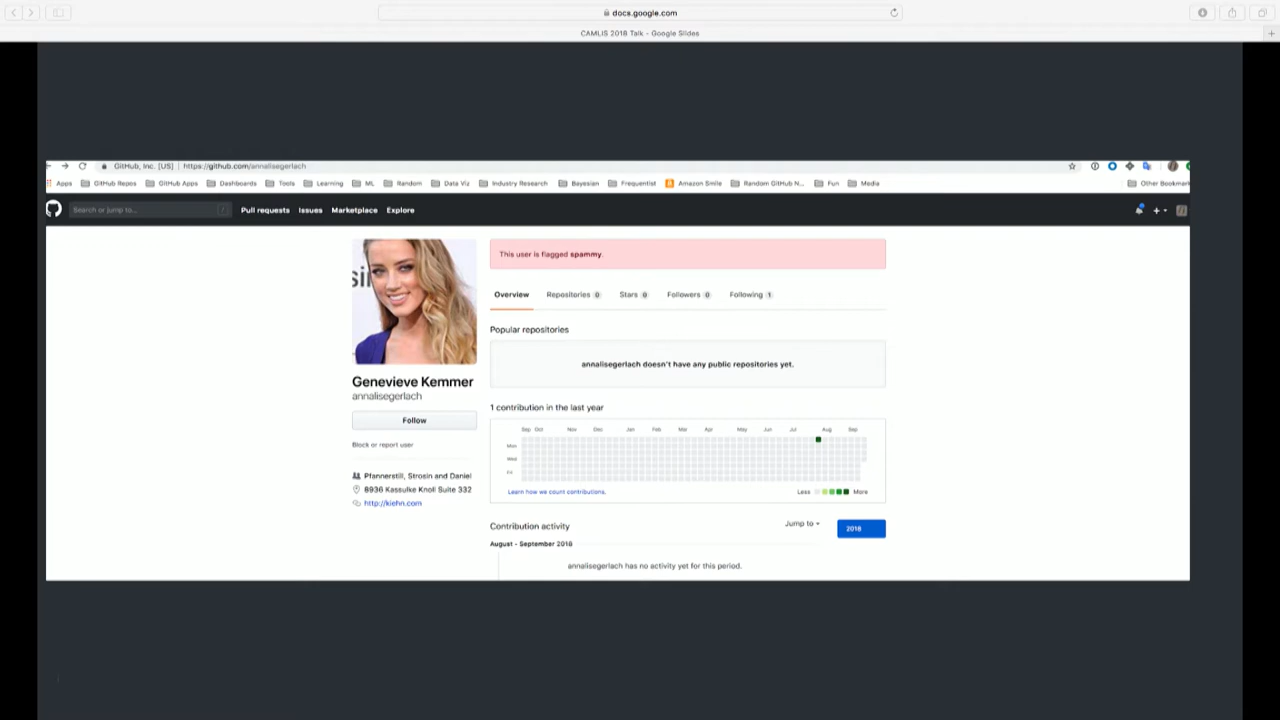 docs.google.com
CAMLIS 2018 Talk - Google Slides
GitHub, Inc. [US] | https://github.com/annalisegerlach
Apps GitHub Repos GitHub Apps Dashboards Tools Learning ML Random Data Viz Industry Research Bayesian Frequentist Amazon Smile Random GitHub N... Fun Media Other Bookmark
Search or jump to... / Pull requests Issues Marketplace Explore
This user is flagged spammy.
Overview Repositories 0 Stars 0 Followers 0 Following 1
Popular repositories
annalisegerlach doesn't have any public repositories yet.
Genevieve Kemmer
annalisegerlach
Follow
Block or report user
Pfannerstill, Strosin and Daniel
8936 Kassulke Knoll Suite 332
http://kiehn.com
1 contribution in the last year
Sep Oct Nov Dec Jan Feb Mar Apr May Jun Jul Aug Sep
Mon
Wed
Fri
Learn how we count contributions. Less More
Contribution activity Jump to 2018
August - September 2018
annalisegerlach has no activity yet for this period.